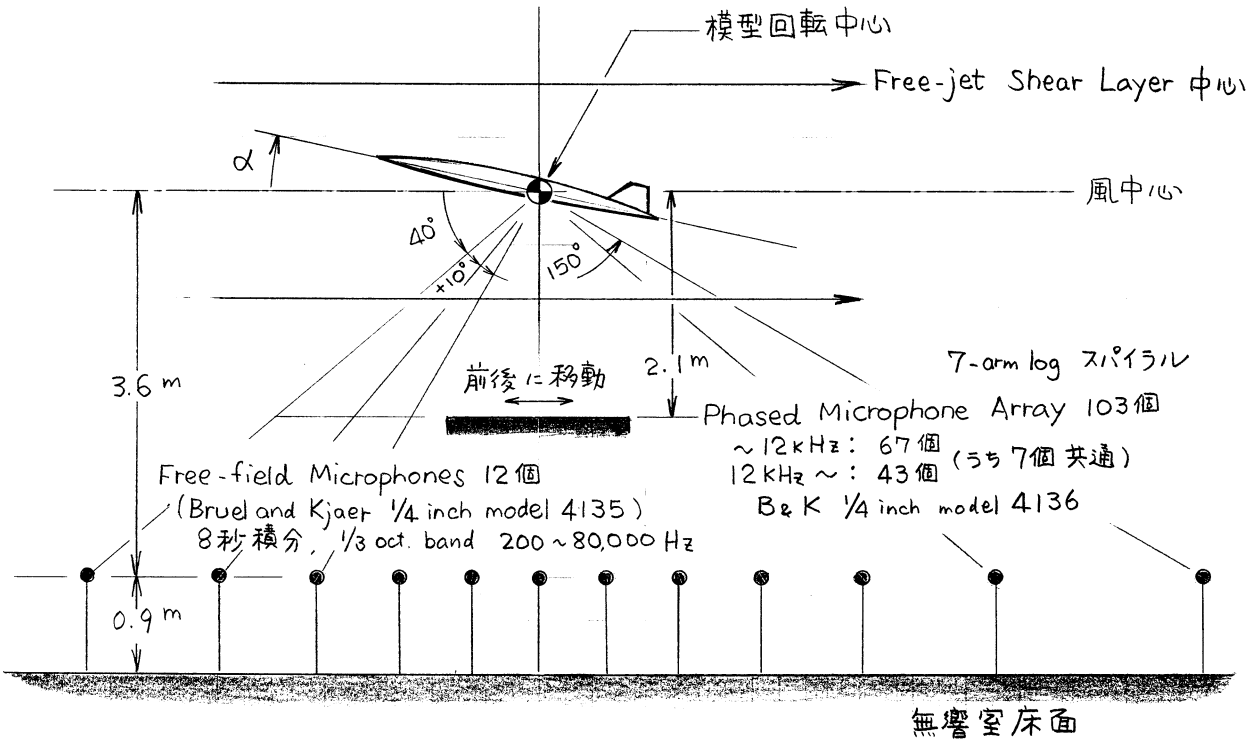 模型回転中心
Free-jet Shear Layer 中心
α
風中心
40°
+10°
150°
3.6 m
2.1 m
前後に移動
7-arm log スパイラル
Phased Microphone Array 103個
~12kHz: 67個
12kHz~: 43個
(うち7個共通)
B&K 1/4 inch model 4136
Free-field Microphones 12個
(Bruel and Kjaer 1/4 inch model 4135)
8秒積分, 1/3 oct. band 200~80,000 Hz
0.9 m
無響室床面